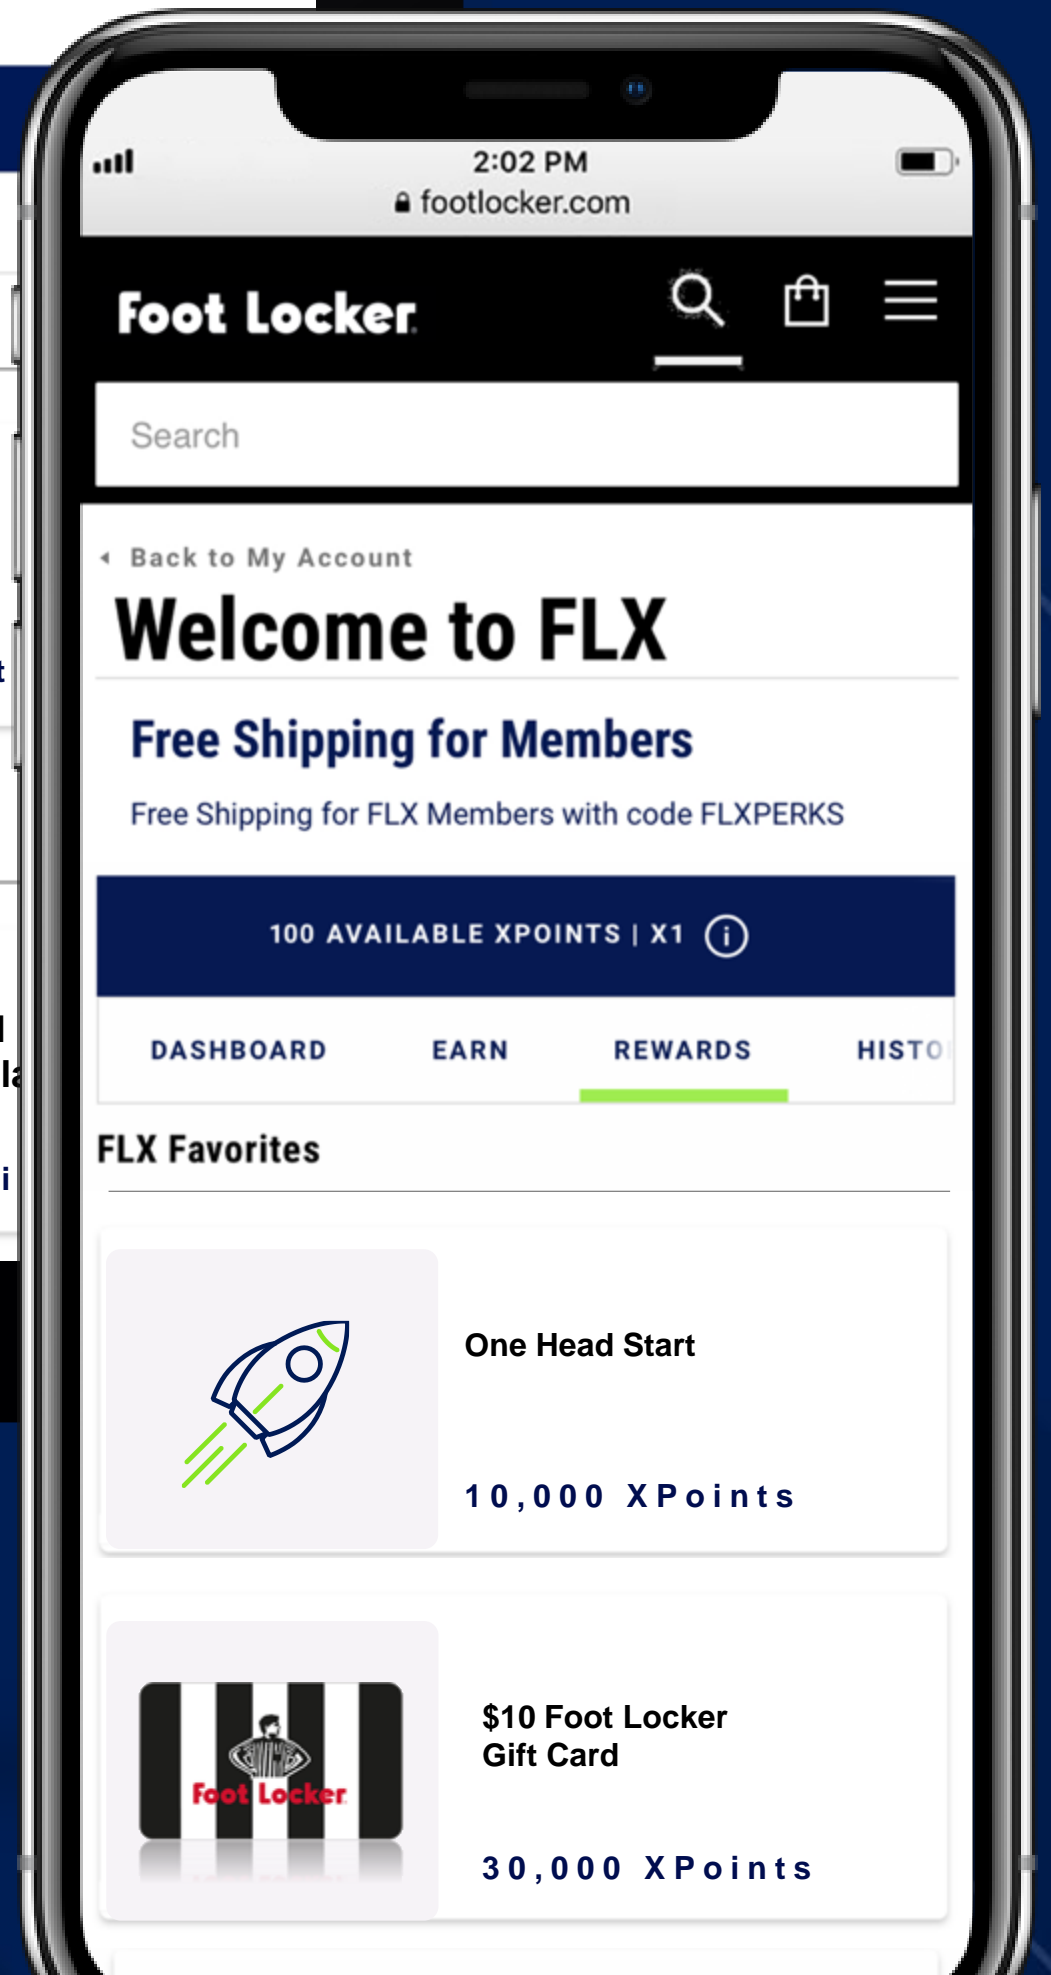 2:02 PM
footlocker.com
Foot Locker
Search
Back to My Account
Welcome to FLX
Free Shipping for Members
Free Shipping for FLX Members with code FLXPERKS
100 AVAILABLE XPOINTS | X1 i
DASHBOARD EARN REWARDS HISTO
FLX Favorites
One Head Start
10,000 XPoints
Foot Locker
$10 Foot Locker
Gift Card
30,000 XPoints